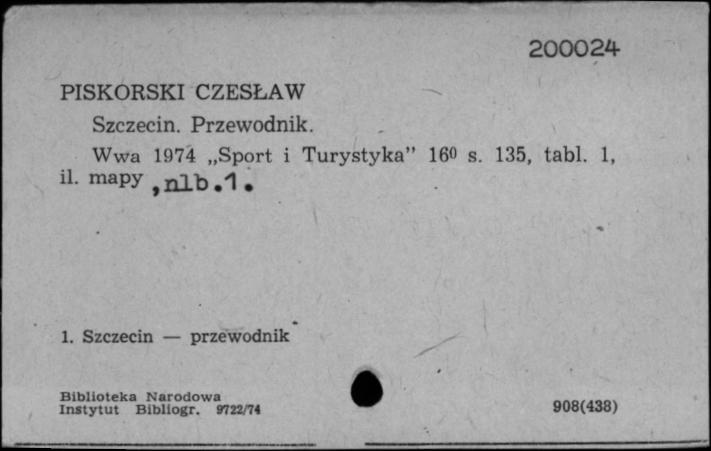 200024
PISKORSKI CZESŁAW
Szczecin. Przewodnik.
Wwa 1974 „Sport i Turystyka” 16⁰ s. 135, tabl. 1,
il. mapy , nlb.1.
1. Szczecin — przewodnik
Biblioteka Narodowa
Instytut Bibliogr. 9722/74
908(438)